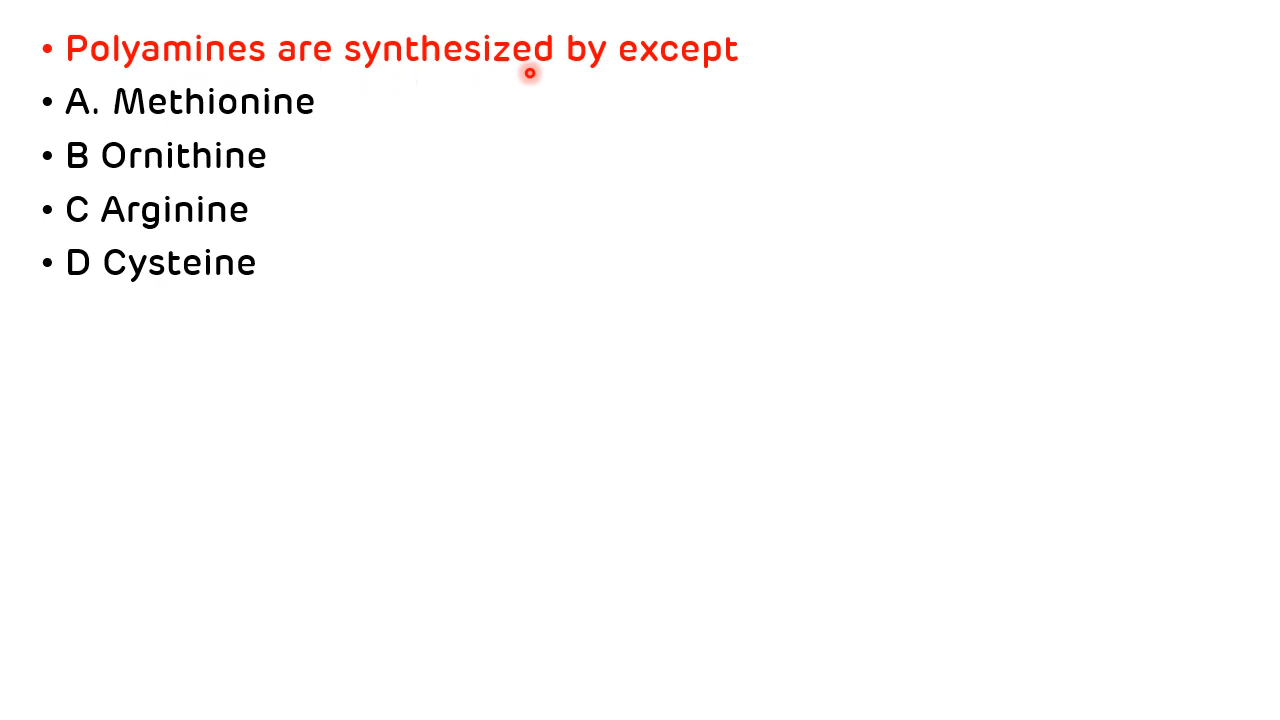 • Polyamines are synthesized by except
• A. Methionine
• B Ornithine
• C Arginine
• D Cysteine